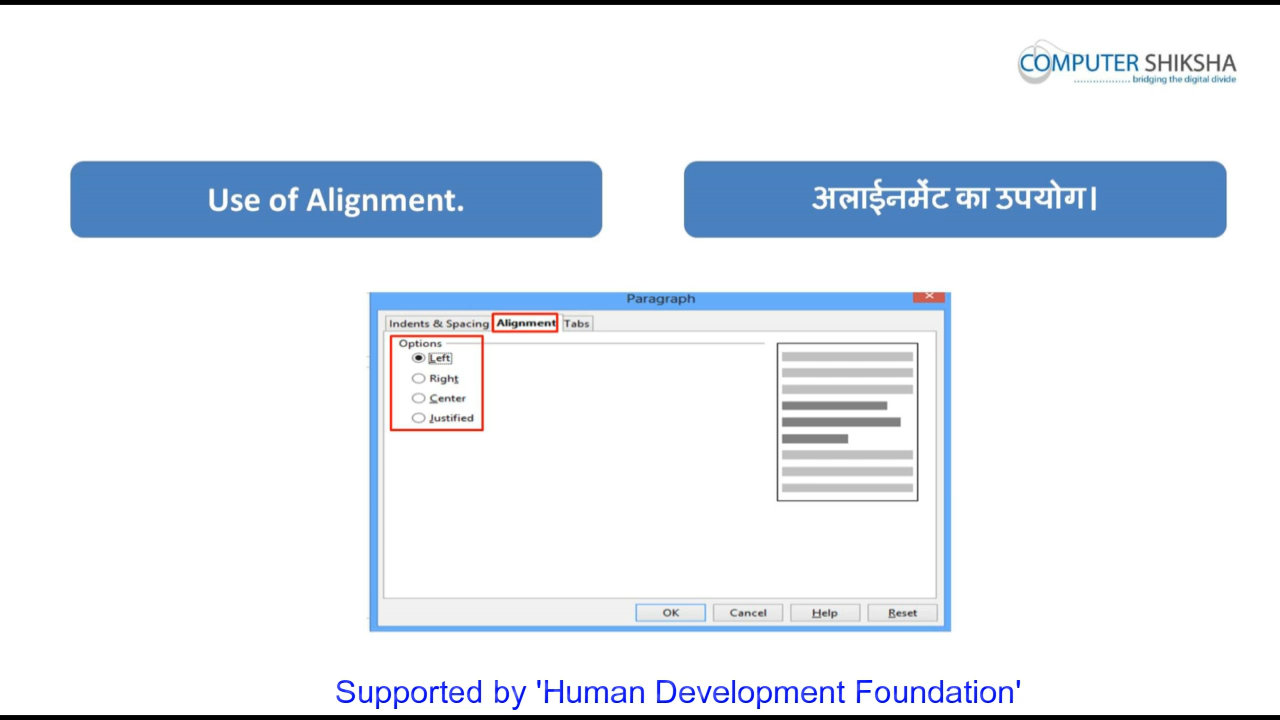 COMPUTER SHIKSHA
bridging the digital divide
Use of Alignment.
अलाईनमेंट का उपयोग।
Paragraph
Indents & Spacing Alignment Tabs
Options
Left
Right
Center
Justified
OK Cancel Help Reset
Supported by 'Human Development Foundation'